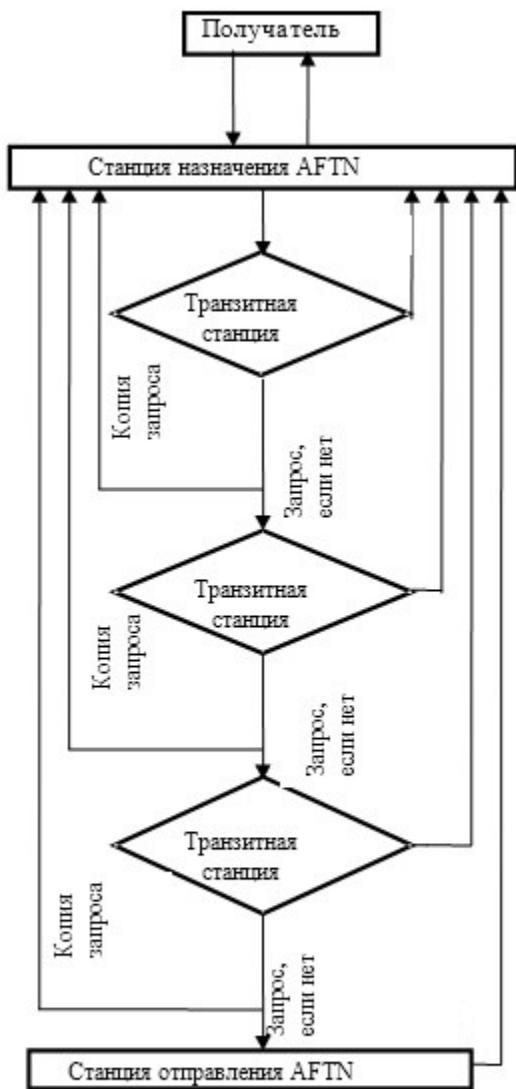 Получатель
Станция назначения AFTN
Транзитная
станция
Копия
запроса
Запрос,
если нет
Транзитная
станция
Копия
запроса
Запрос,
если нет
Транзитная
станция
Копия
запроса
Запрос,
если нет
Станция отправления AFTN